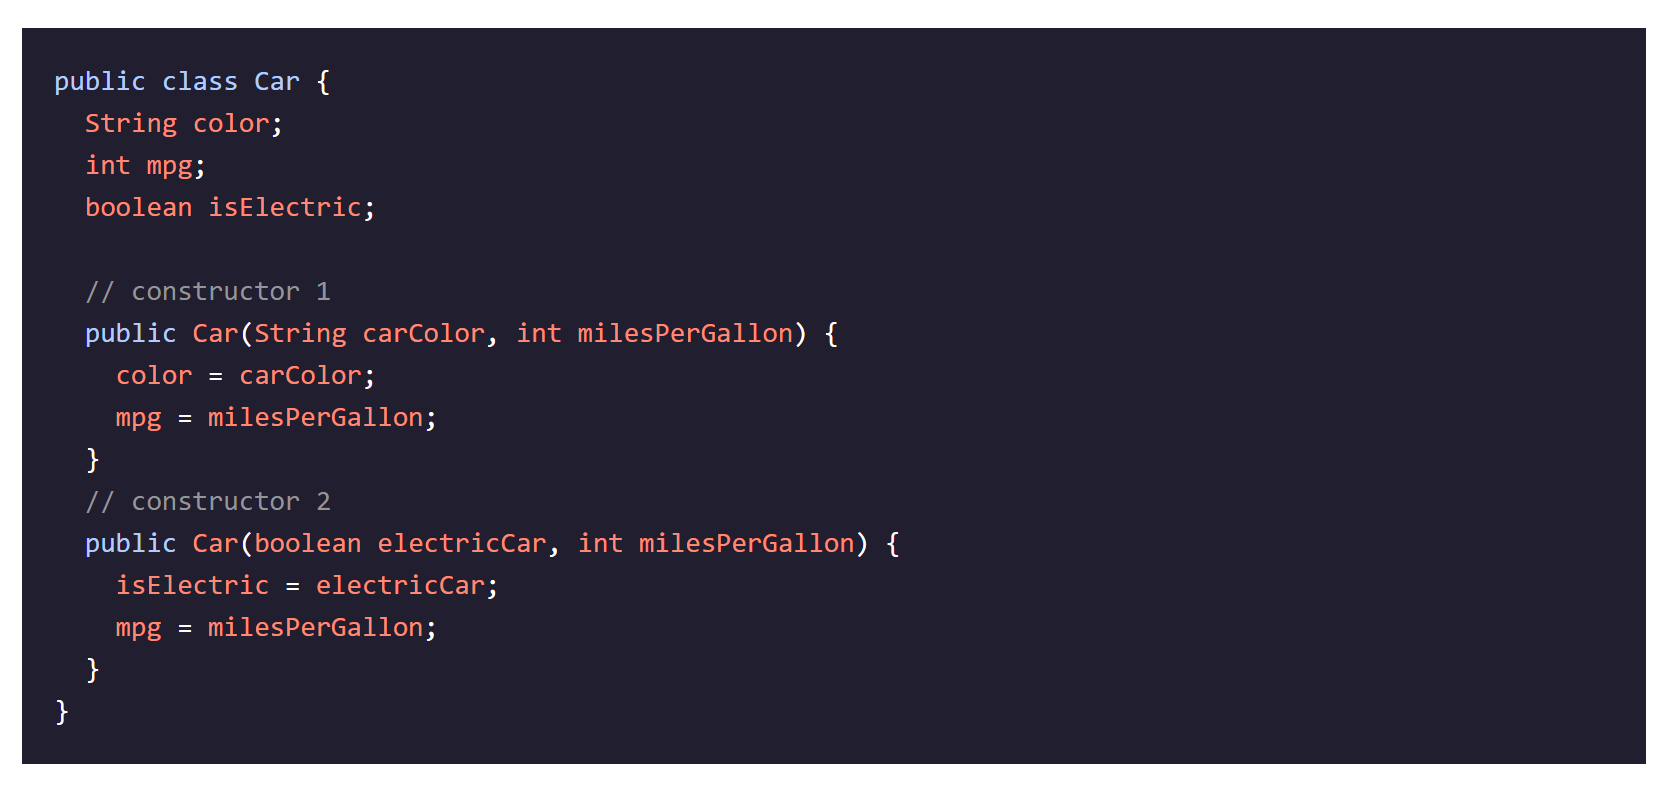 public class Car {
  String color;
  int mpg;
  boolean isElectric;

  // constructor 1
  public Car(String carColor, int milesPerGallon) {
    color = carColor;
    mpg = milesPerGallon;
  }
  // constructor 2
  public Car(boolean electricCar, int milesPerGallon) {
    isElectric = electricCar;
    mpg = milesPerGallon;
  }
}